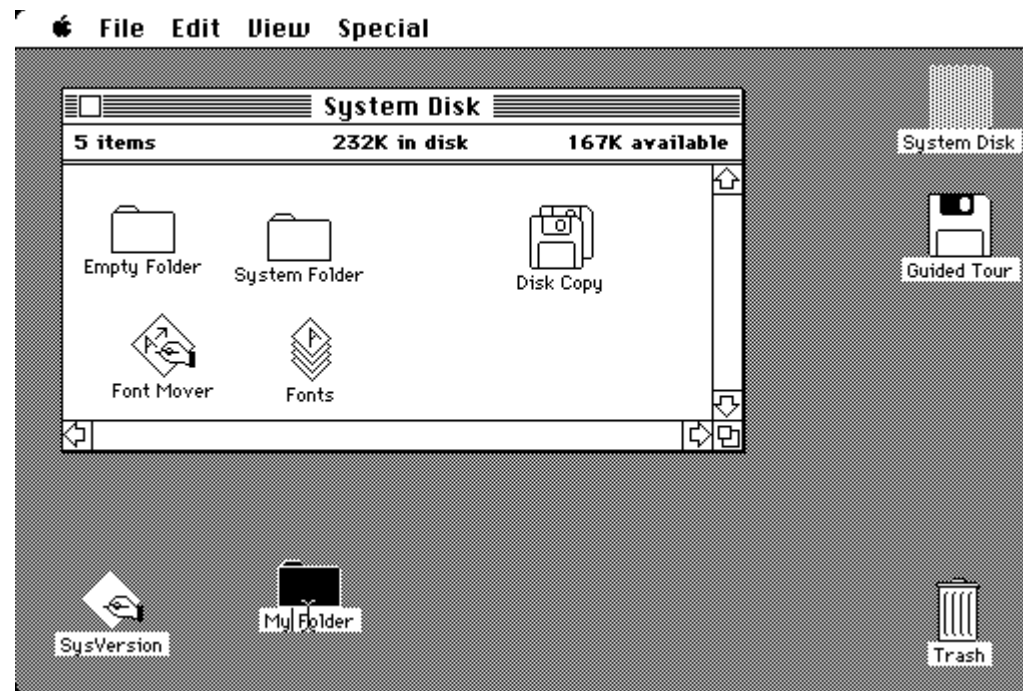 File Edit View Special
System Disk
5 items 232K in disk 167K available
System Disk
Empty Folder System Folder Disk Copy
Guided Tour
Font Mover Fonts
My Folder
SysVersion
Trash